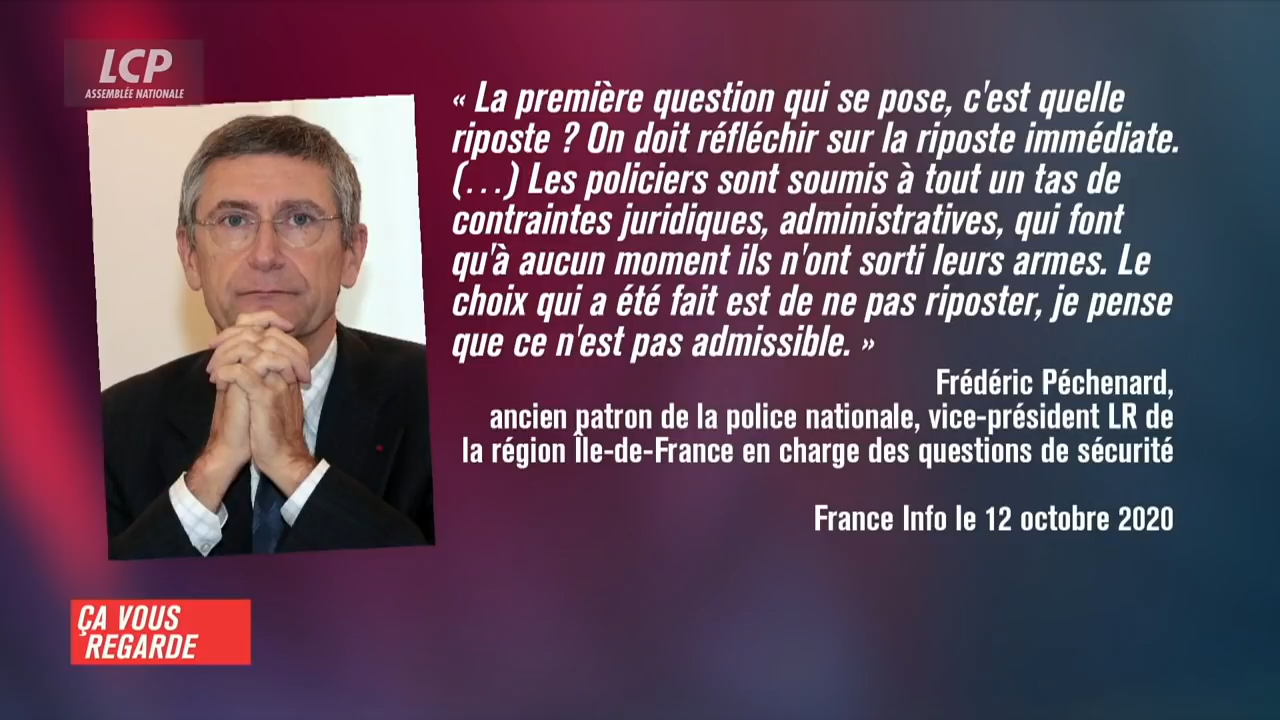 LCP
ASSEMBLÉE NATIONALE
« La première question qui se pose, c'est quelle
riposte ? On doit réfléchir sur la riposte immédiate.
(…) Les policiers sont soumis à tout un tas de
contraintes juridiques, administratives, qui font
qu'à aucun moment ils n'ont sorti leurs armes. Le
choix qui a été fait est de ne pas riposter, je pense
que ce n'est pas admissible. »
Frédéric Péchenard,
ancien patron de la police nationale, vice-président LR de
la région Île-de-France en charge des questions de sécurité
France Info le 12 octobre 2020
ÇA VOUS
REGARDE